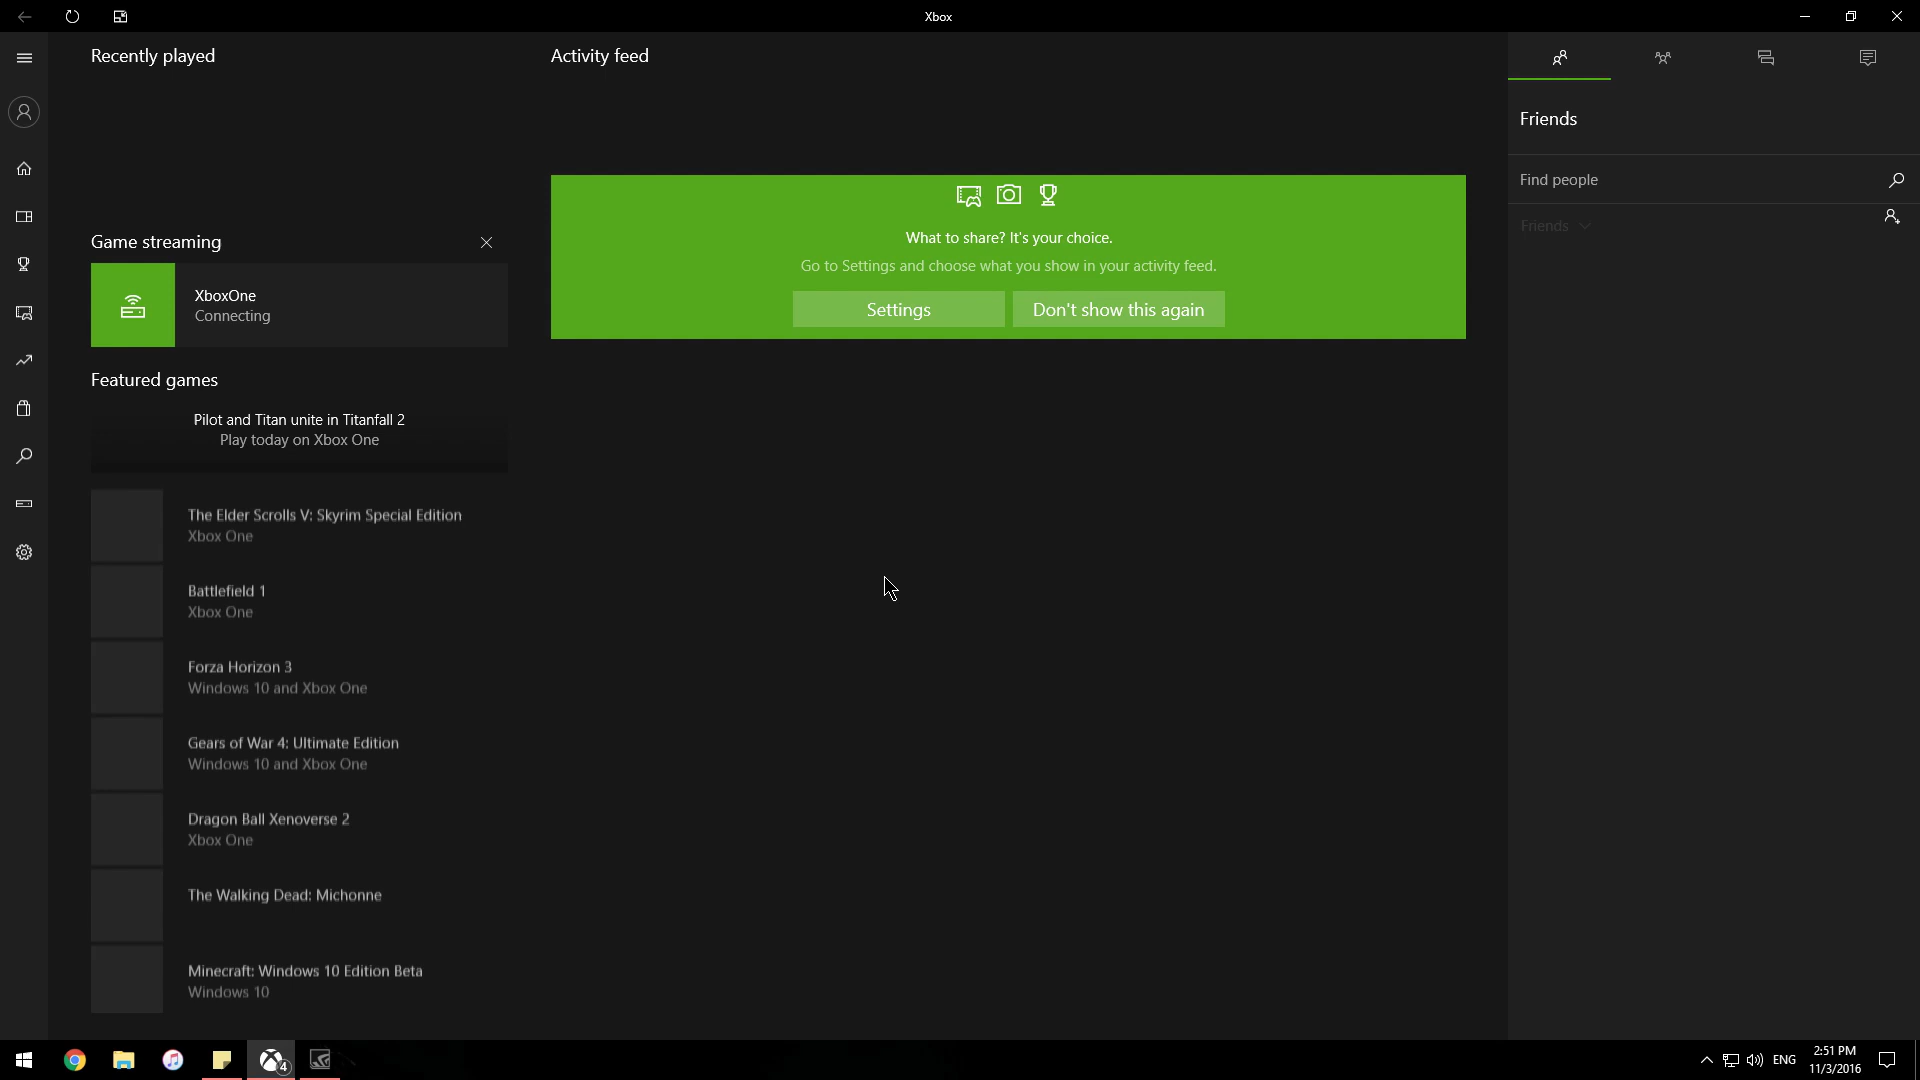 Xbox
Recently played
Activity feed
Friends
Find people
Friends
What to share? It's your choice.
Go to Settings and choose what you show in your activity feed.
Settings
Don't show this again
Game streaming
XboxOne
Connecting
Featured games
Pilot and Titan unite in Titanfall 2
Play today on Xbox One
The Elder Scrolls V: Skyrim Special Edition
Xbox One
Battlefield 1
Xbox One
Forza Horizon 3
Windows 10 and Xbox One
Gears of War 4: Ultimate Edition
Windows 10 and Xbox One
Dragon Ball Xenoverse 2
Xbox One
The Walking Dead: Michonne
Minecraft: Windows 10 Edition Beta
Windows 10
4
ENG
2:51 PM
11/3/2016